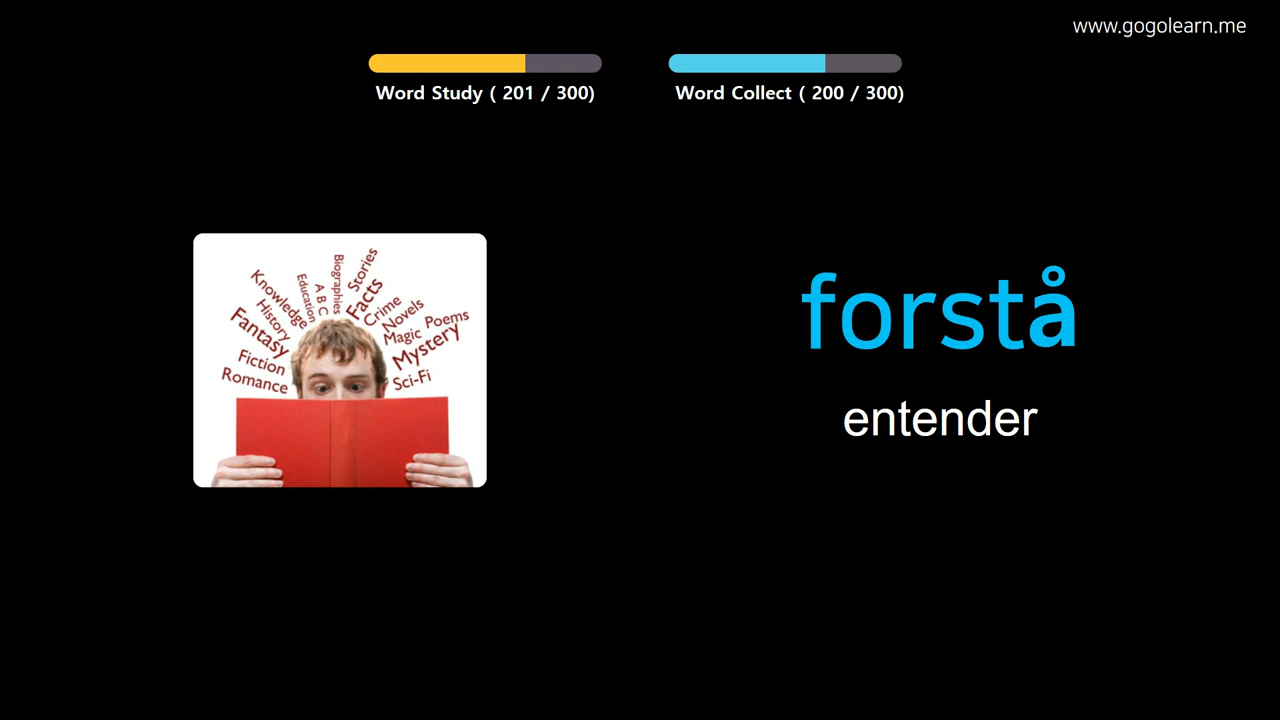 www.gogolearn.me
Word Study ( 201 / 300)
Word Collect ( 200 / 300)
forstå
entender
Knowledge
History
Fantasy
Fiction
Romance
Education
A B C
Biographies
Stories
Facts
Crime
Novels
Magic
Poems
Mystery
Sci-Fi